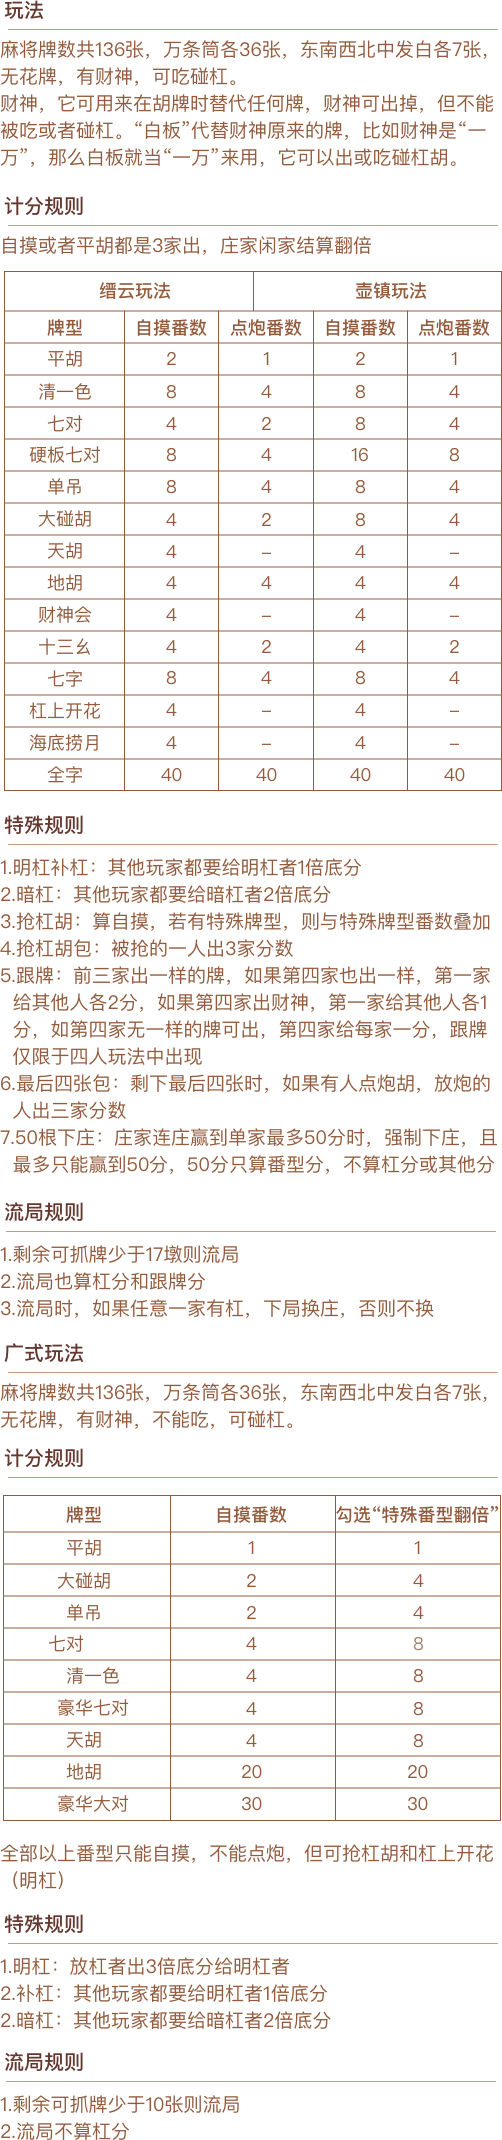 玩法
麻将牌数共136张，万条筒各36张，东南西北中发白各7张，
无花牌，有财神，可吃碰杠。
财神，它可用来在胡牌时替代任何牌，财神可出掉，但不能
被吃或者碰杠。“白板”代替财神原来的牌，比如财神是“一
万”，那么白板就当“一万”来用，它可以出或吃碰杠胡。
计分规则
自摸或者平胡都是3家出，庄家闲家结算翻倍
缙云玩法 壶镇玩法
牌型 自摸番数 点炮番数 自摸番数 点炮番数
平胡 2 1 2 1
清一色 8 4 8 4
七对 4 2 8 4
硬板七对 8 4 16 8
单吊 8 4 8 4
大碰胡 4 2 8 4
天胡 4 – 4 –
地胡 4 4 4 4
财神会 4 – 4 –
十三幺 4 2 4 2
七字 8 4 8 4
杠上开花 4 – 4 –
海底捞月 4 – 4 –
全字 40 40 40 40
特殊规则
1.明杠补杠：其他玩家都要给明杠者1倍底分
2.暗杠：其他玩家都要给暗杠者2倍底分
3.抢杠胡：算自摸，若有特殊牌型，则与特殊牌型番数叠加
4.抢杠胡包：被抢的一人出3家分数
5.跟牌：前三家出一样的牌，如果第四家也出一样，第一家
给其他人各2分，如果第四家出财神，第一家给其他人各1
分，如第四家无一样的牌可出，第四家给每家一分，跟牌
仅限于四人玩法中出现
6.最后四张包：剩下最后四张时，如果有人点炮胡，放炮的
人出三家分数
7.50根下庄：庄家连庄赢到单家最多50分时，强制下庄，且
最多只能赢到50分，50分只算番型分，不算杠分或其他分
流局规则
1.剩余可抓牌少于17墩则流局
2.流局也算杠分和跟牌分
3.流局时，如果任意一家有杠，下局换庄，否则不换
广式玩法
麻将牌数共136张，万条筒各36张，东南西北中发白各7张，
无花牌，有财神，不能吃，可碰杠。
计分规则
牌型 自摸番数 勾选“特殊番型翻倍”
平胡 1 1
大碰胡 2 4
单吊 2 4
七对 4 8
清一色 4 8
豪华七对 4 8
天胡 4 8
地胡 20 20
豪华大对 30 30
全部以上番型只能自摸，不能点炮，但可抢杠胡和杠上开花
（明杠）
特殊规则
1.明杠：放杠者出3倍底分给明杠者
2.补杠：其他玩家都要给明杠者1倍底分
2.暗杠：其他玩家都要给暗杠者2倍底分
流局规则
1.剩余可抓牌少于10张则流局
2.流局不算杠分